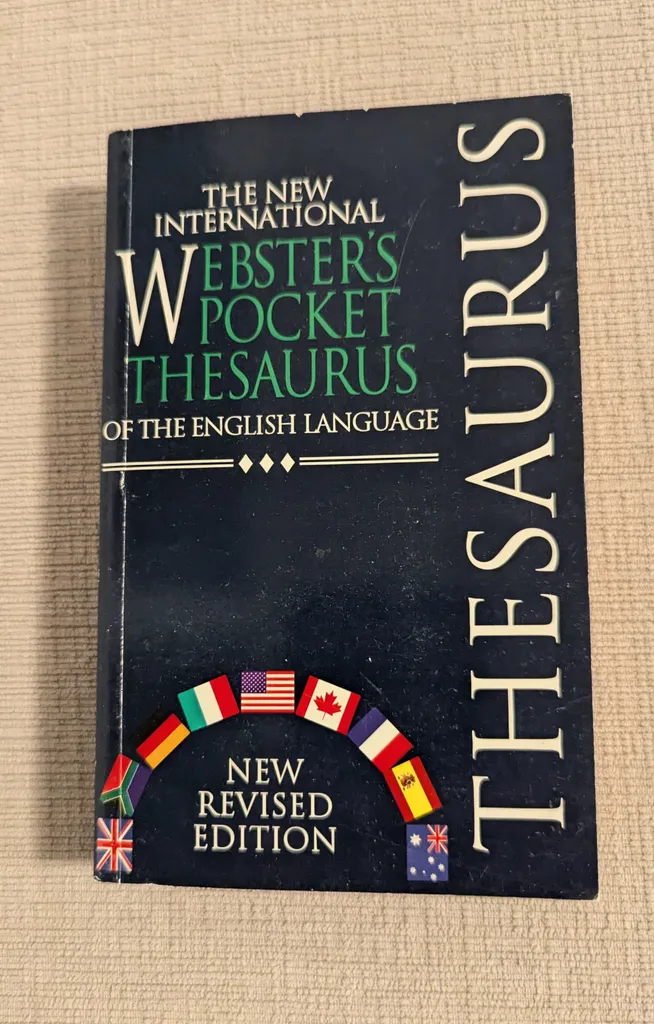 THE NEW
INTERNATIONAL
WEBSTER'S
POCKET
THESAURUS
OF THE ENGLISH LANGUAGE
THESAURUS
NEW
REVISED
EDITION